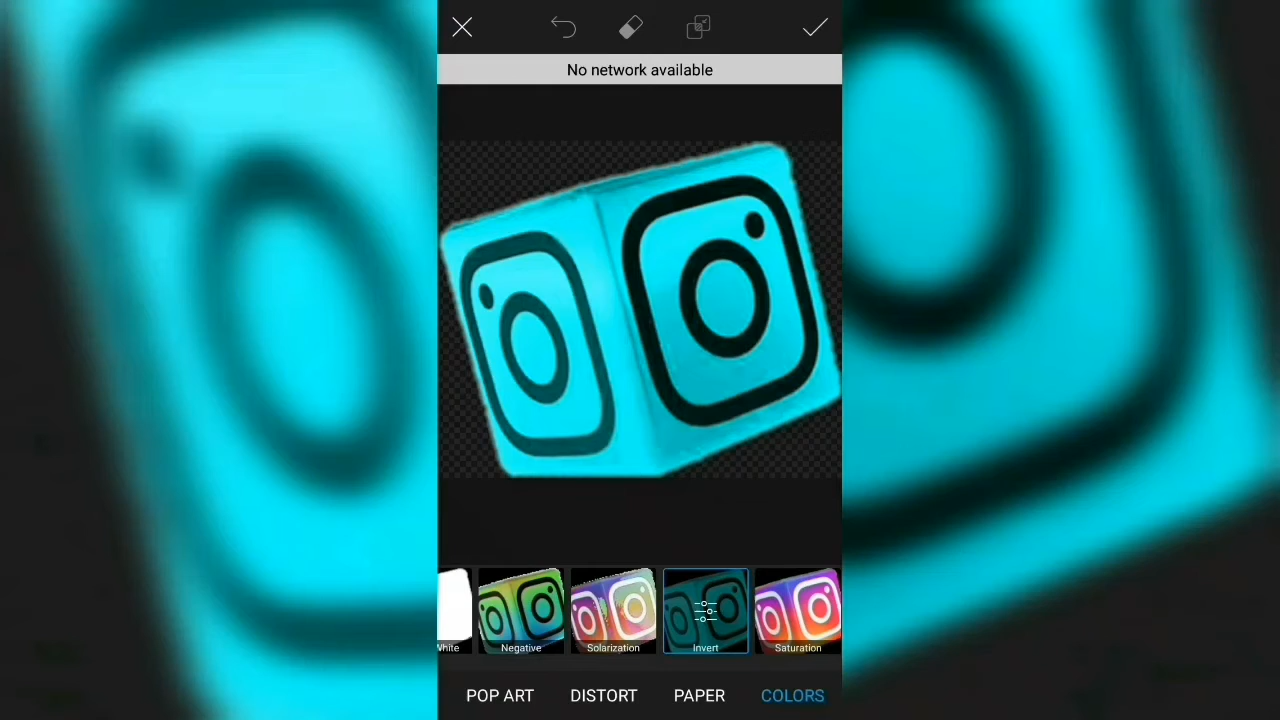 No network available
White
Negative
Solarization
Invert
Saturation
POP ART
DISTORT
PAPER
COLORS